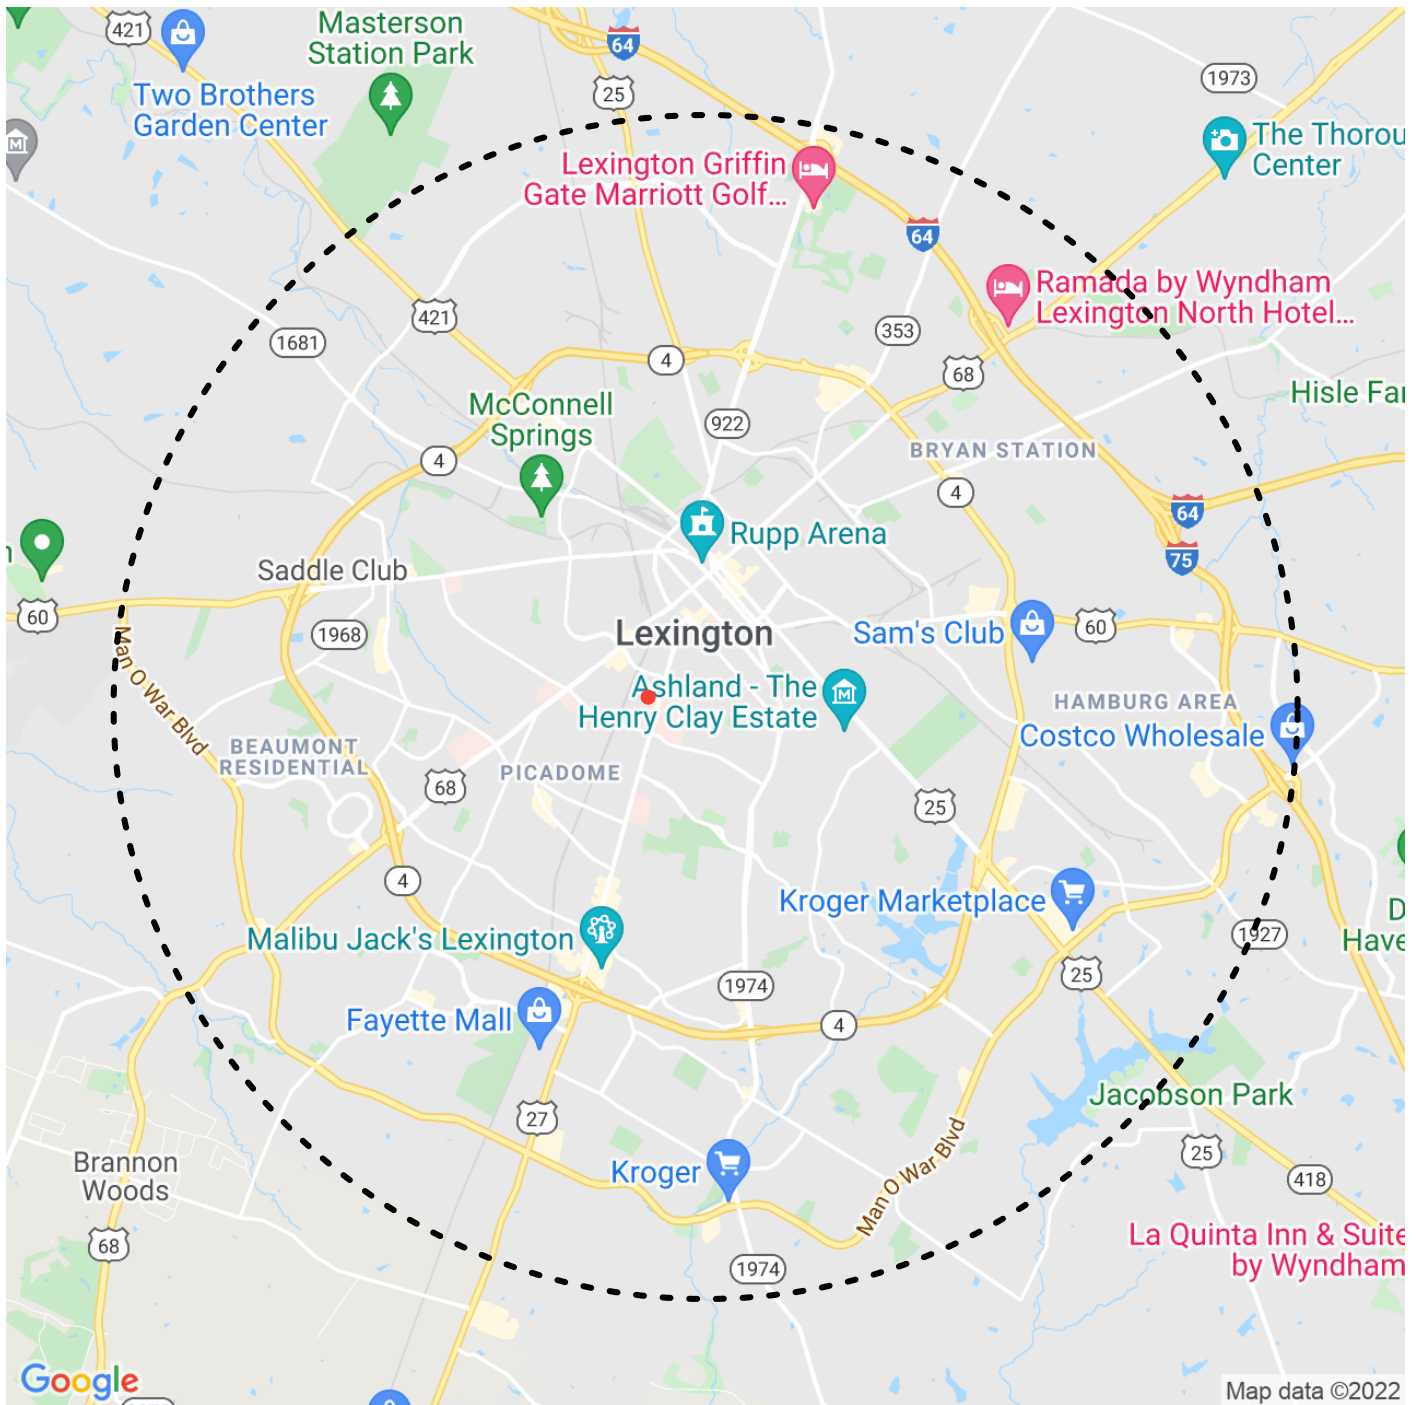 421
Masterson
Station Park
64
Two Brothers
Garden Center
25
1973
The Thorou
Center
Lexington Griffin
Gate Marriott Golf...
64
Ramada by Wyndham
Lexington North Hotel...
421
1681
353
4
68
Hisle Far
McConnell
Springs
922
BRYAN STATION
4
4
64
Rupp Arena
75
n
Saddle Club
60
1968
Lexington
Sam's Club
60
Man O War Blvd
Ashland - The
Henry Clay Estate
HAMBURG AREA
Costco Wholesale
BEAUMONT
RESIDENTIAL
PICADOME
68
25
4
Kroger Marketplace
D
Have
Malibu Jack's Lexington
1927
25
1974
Fayette Mall
4
Jacobson Park
27
Man O War Blvd
Brannon
Woods
Kroger
25
418
68
1974
La Quinta Inn & Suite
by Wyndham
Google
Map data ©2022